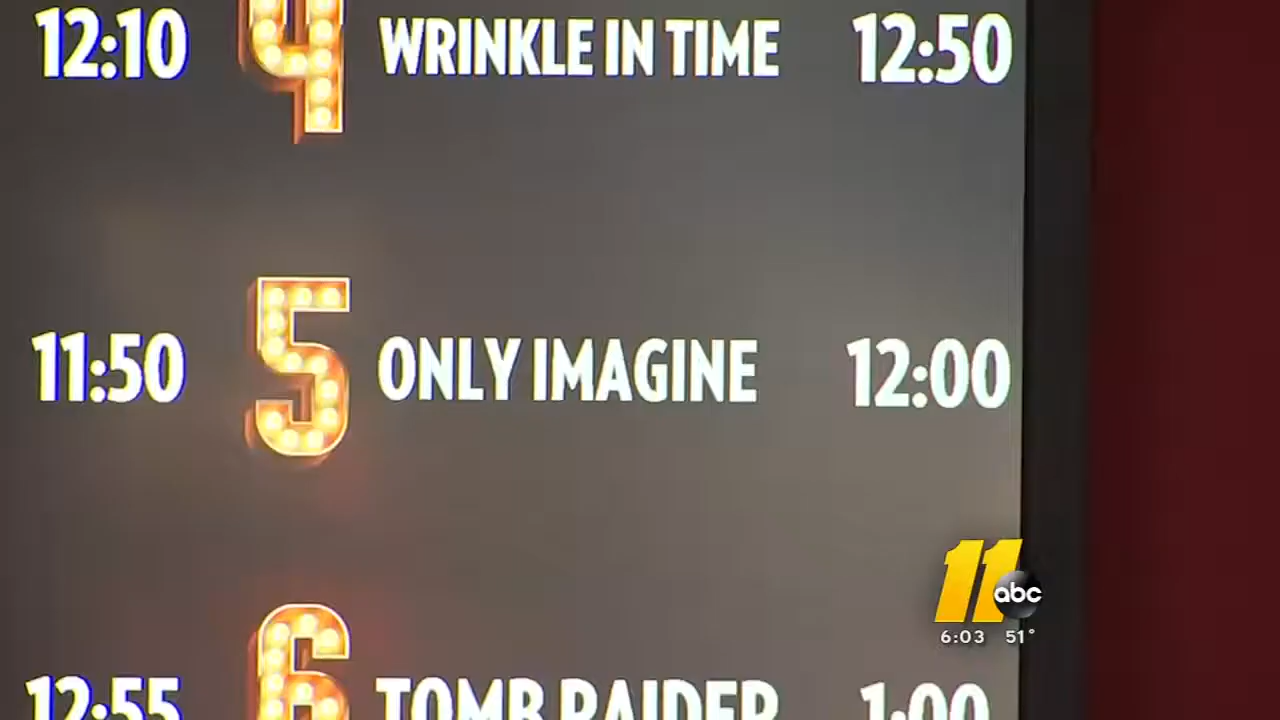 12:10 4 WRINKLE IN TIME 12:50
11:50 5 ONLY IMAGINE 12:00
12:55 6 TOMB RAIDER 1:00
11 abc
6:03 51°